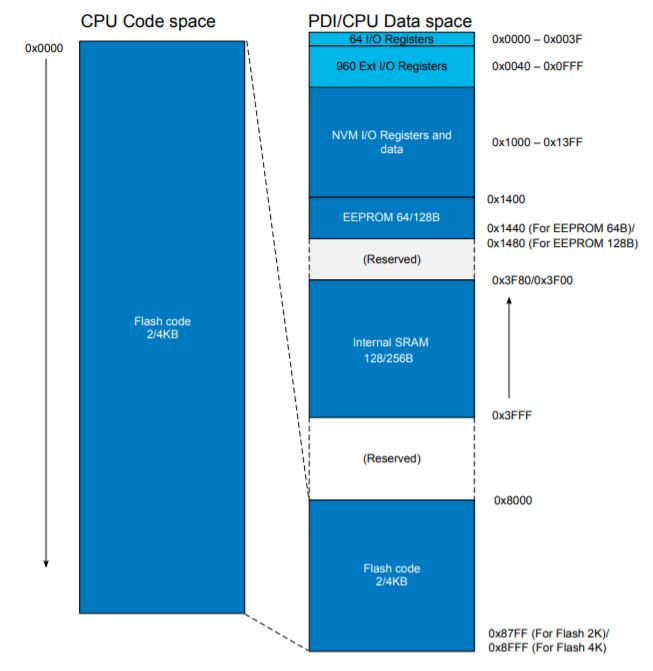 CPU Code space
PDI/CPU Data space
0x0000
64 I/O Registers
0x0000 – 0x003F
960 Ext I/O Registers
0x0040 – 0x0FFF
NVM I/O Registers and
data
0x1000 – 0x13FF
0x1400
EEPROM 64/128B
0x1440 (For EEPROM 64B)/
0x1480 (For EEPROM 128B)
(Reserved)
0x3F80/0x3F00
Flash code
2/4KB
Internal SRAM
128/256B
0x3FFF
(Reserved)
0x8000
Flash code
2/4KB
0x87FF (For Flash 2K)/
0x8FFF (For Flash 4K)